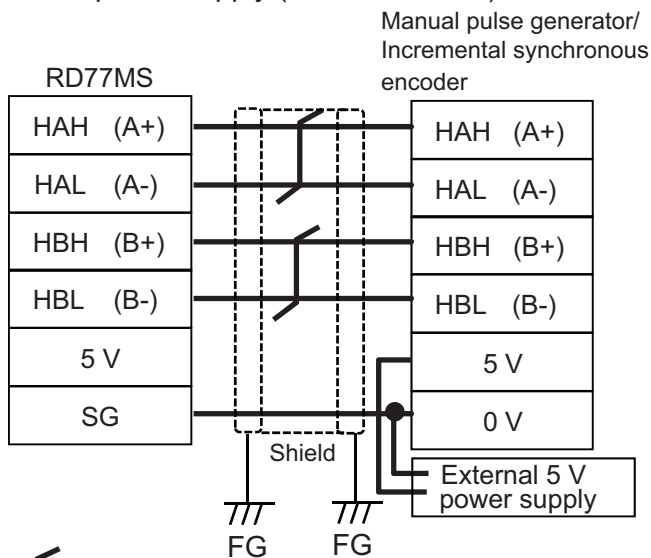 Manual pulse generator/
Incremental synchronous
encoder
RD77MS
HAH (A+)
HAL (A-)
HBH (B+)
HBL (B-)
5 V
SG
HAH (A+)
HAL (A-)
HBH (B+)
HBL (B-)
5 V
0 V
Shield
External 5 V
power supply
FG
FG